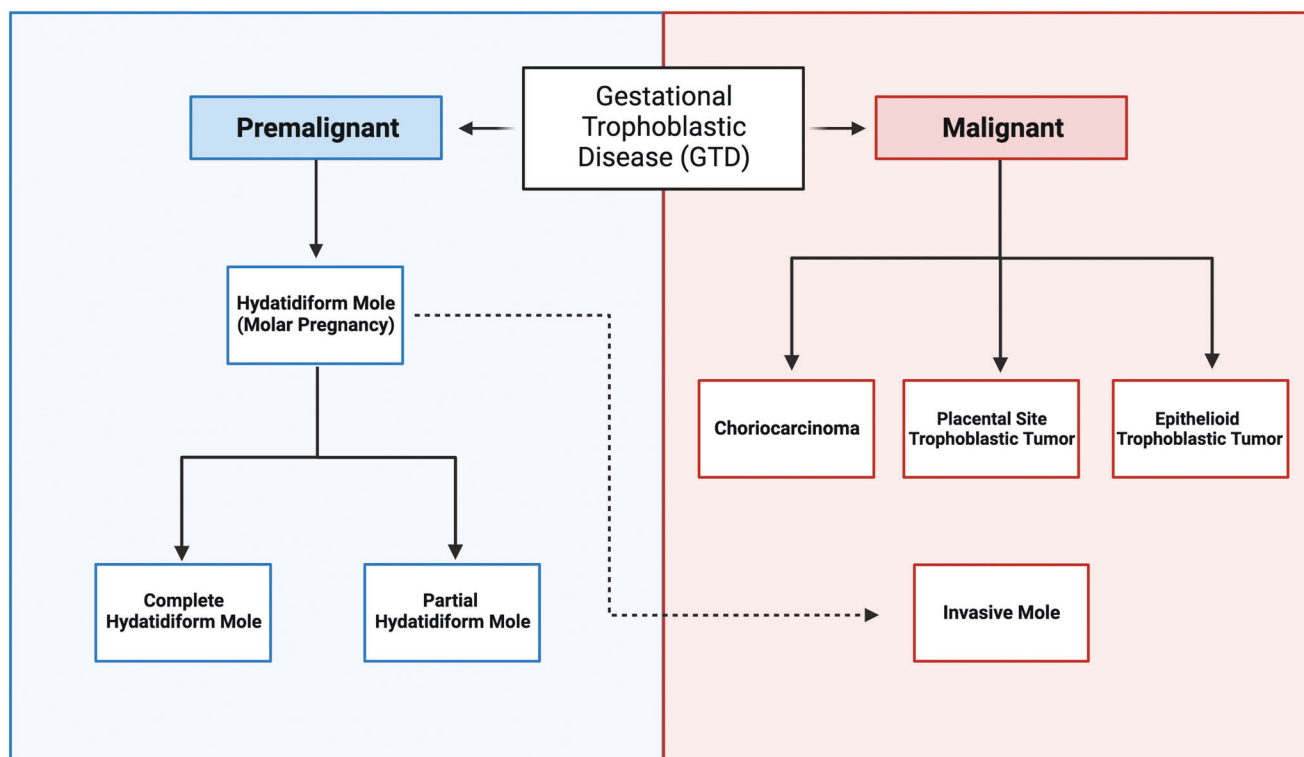 Gestational
Trophoblastic
Disease (GTD)
Premalignant
Malignant
Hydatidiform Mole
(Molar Pregnancy)
Choriocarcinoma
Placental Site
Trophoblastic Tumor
Epithelioid
Trophoblastic Tumor
Complete
Hydatidiform Mole
Partial
Hydatidiform Mole
Invasive Mole